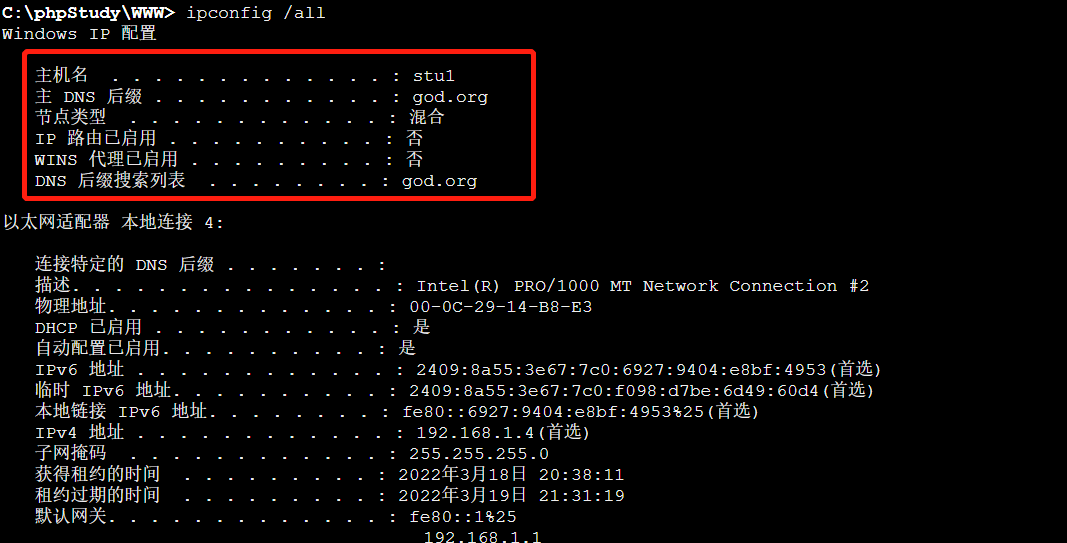 C:\phpStudy\WWW> ipconfig /all
Windows IP 配置
主机名 . . . . . . . . . . . . . : stu1
主 DNS 后缀 . . . . . . . . . . . : god.org
节点类型 . . . . . . . . . . . . : 混合
IP 路由已启用 . . . . . . . . . . : 否
WINS 代理已启用 . . . . . . . . . : 否
DNS 后缀搜索列表 . . . . . . . . : god.org
以太网适配器 本地连接 4:
连接特定的 DNS 后缀 . . . . . . . :
描述. . . . . . . . . . . . . . . : Intel(R) PRO/1000 MT Network Connection #2
物理地址. . . . . . . . . . . . . : 00-0C-29-14-B8-E3
DHCP 已启用 . . . . . . . . . . . : 是
自动配置已启用. . . . . . . . . . : 是
IPv6 地址 . . . . . . . . . . . . : 2409:8a55:3e67:7c0:6927:9404:e8bf:4953(首选)
临时 IPv6 地址. . . . . . . . . . : 2409:8a55:3e67:7c0:f098:d7be:6d49:60d4(首选)
本地链接 IPv6 地址. . . . . . . . : fe80::6927:9404:e8bf:4953%25(首选)
IPv4 地址 . . . . . . . . . . . . : 192.168.1.4(首选)
子网掩码 . . . . . . . . . . . . : 255.255.255.0
获得租约的时间 . . . . . . . . . : 2022年3月18日 20:38:11
租约过期的时间 . . . . . . . . . : 2022年3月19日 21:31:19
默认网关. . . . . . . . . . . . . : fe80::1%25
192.168.1.1